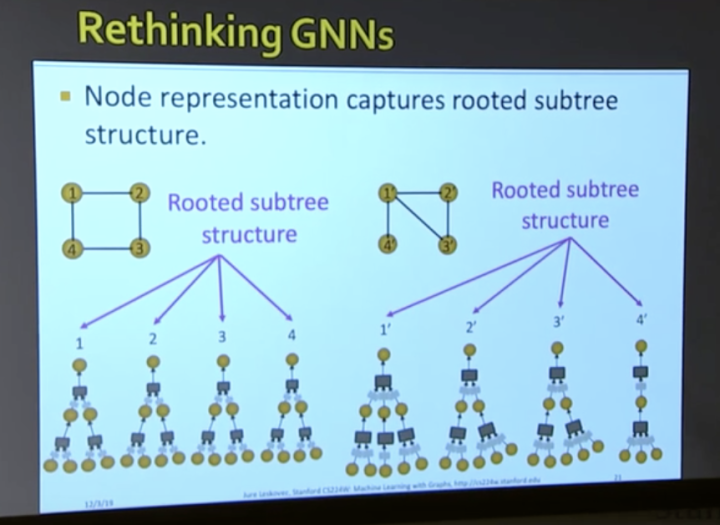 Rethinking GNNs
Node representation captures rooted subtree
structure.
1 2
4 3
Rooted subtree
structure
1' 2'
4' 3'
Rooted subtree
structure
1 2 3 4
1' 2' 3' 4'
12/3/19
Jure Leskovec, Stanford CS224W: Machine Learning with Graphs, http://cs224w.stanford.edu
21